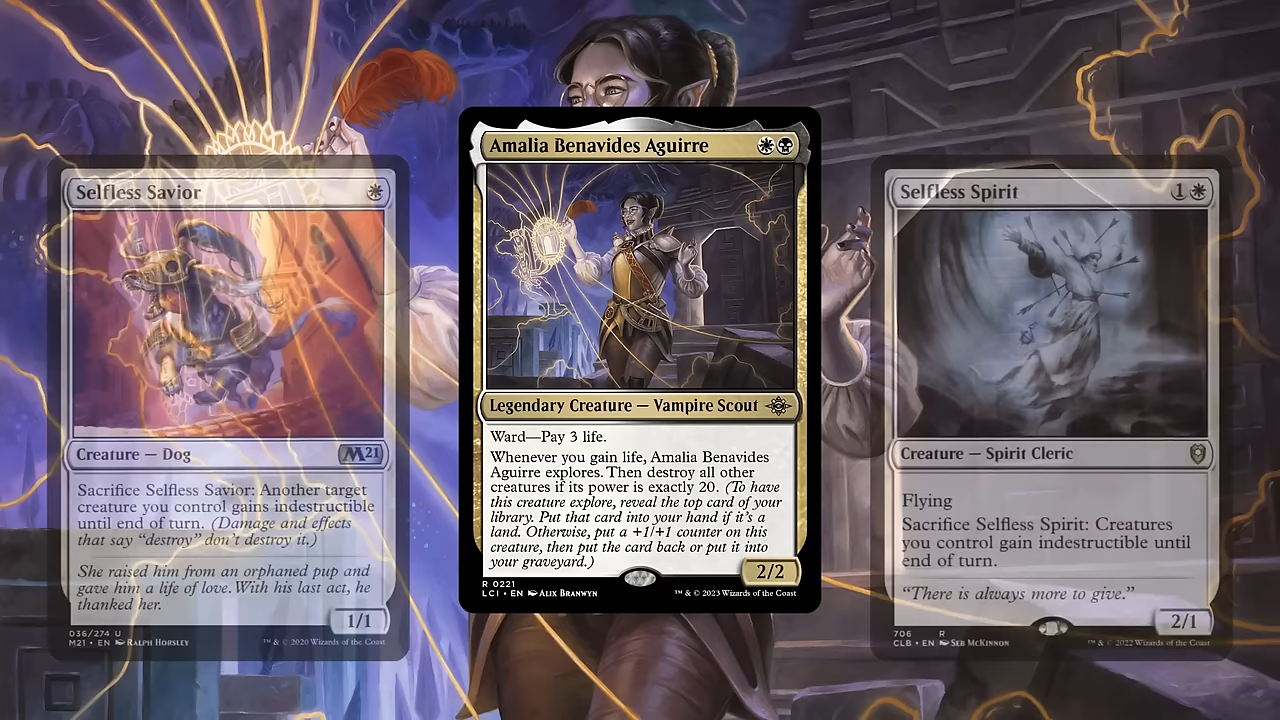 Selfless Savior
Creature — Dog
M21
Sacrifice Selfless Savior: Another target
creature you control gains indestructible
until end of turn. (Damage and effects
that say “destroy” don’t destroy it.)
She raised him from an orphaned pup and
gave him a life of love. With his last act, he
thanked her.
1/1
036/274 U
M21 • EN Ralph Horsley
™ & © 2020 Wizards of the Coast
Amalia Benavides Aguirre
Legendary Creature — Vampire Scout
Ward—Pay 3 life.
Whenever you gain life, Amalia Benavides
Aguirre explores. Then destroy all other
creatures if its power is exactly 20. (To have
this creature explore, reveal the top card of your
library. Put that card into your hand if it’s a
land. Otherwise, put a +1/+1 counter on this
creature, then put the card back or put it into
your graveyard.)
2/2
R 0221
LCI • EN Alix Branwyn
™ & © 2023 Wizards of the Coast
Selfless Spirit
1
Creature — Spirit Cleric
Flying
Sacrifice Selfless Spirit: Creatures
you control gain indestructible until
end of turn.
“There is always more to give.”
2/1
706 R
CLB • EN Seb McKinnon
™ & © 2022 Wizards of the Coast